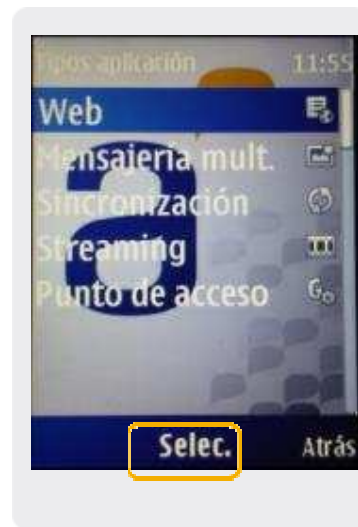 Tipos aplicación 11:55
Web
Mensajería mult.
Sincronización
Streaming
Punto de acceso
Selec. Atrás